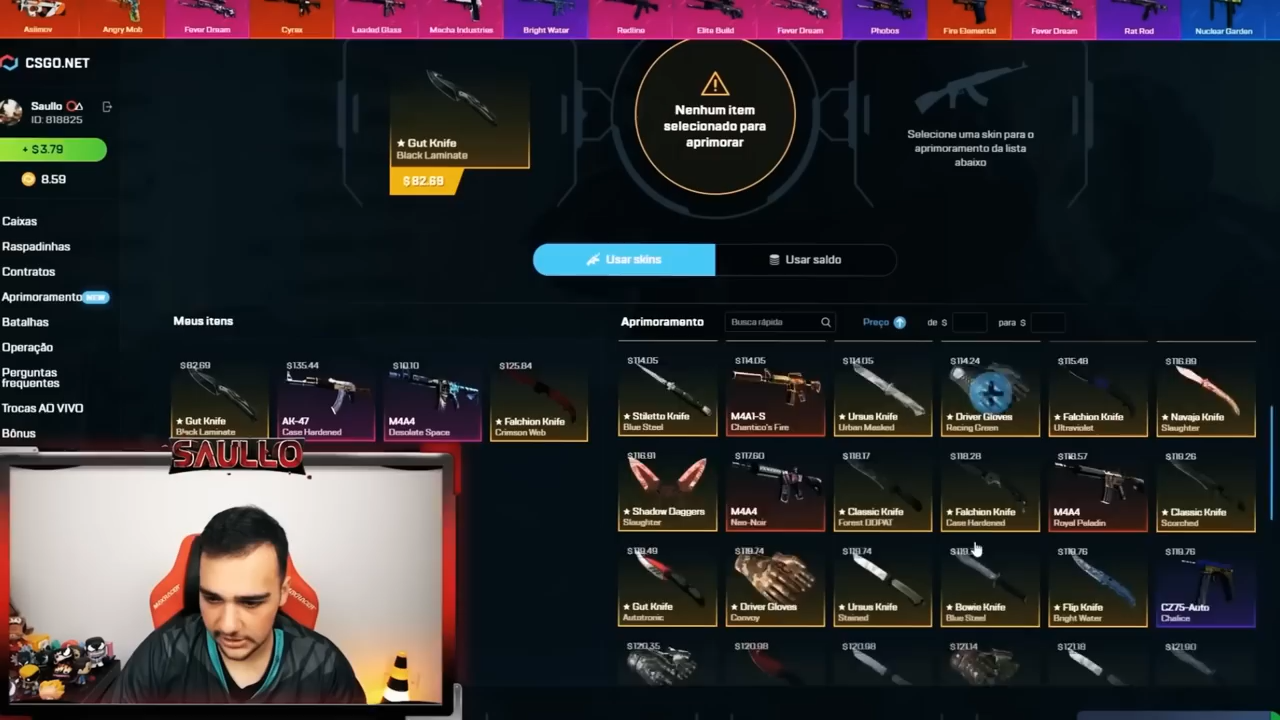 Asiimov
Angry Mob
Fever Dream
Cyrex
Leaded Glass
Mecha Industries
Bright Water
Redline
Elite Build
Fever Dream
Phobos
Fire Elemental
Fever Dream
Rat Rod
Nuclear Garden
CSGO.NET
Saullo
ID: 818825
+ $3.79
8.59
Caixas
Raspadinhas
Contratos
Aprimoramento NEW
Batalhas
Operação
Perguntas
frequentes
Trocas AO VIVO
Bônus
★ Gut Knife
Black Laminate
$82.69
Nenhum item
selecionado para
aprimorar
Selecione uma skin para o
aprimoramento da lista
abaixo
Usar skins
Usar saldo
Meus itens
$82.69
★ Gut Knife
Black Laminate
$135.44
AK-47
Case Hardened
$10.10
M4A4
Desolate Space
$125.84
★ Falchion Knife
Crimson Web
Aprimoramento
Busca rápida
Preço
de $
para $
$114.05
★ Stiletto Knife
Blue Steel
$114.05
M4A1-S
Chantico's Fire
$114.05
★ Ursus Knife
Urban Masked
$114.24
★ Driver Gloves
Racing Green
$115.48
★ Falchion Knife
Ultraviolet
$116.89
★ Navaja Knife
Slaughter
$116.91
★ Shadow Daggers
Slaughter
$117.60
M4A4
Neo-Noir
$118.17
★ Classic Knife
Forest DDPAT
$118.28
★ Falchion Knife
Case Hardened
$118.57
M4A4
Royal Paladin
$119.26
★ Classic Knife
Scorched
$119.49
★ Gut Knife
Autotronic
$119.74
★ Driver Gloves
Convoy
$119.74
★ Ursus Knife
Stained
★ Bowie Knife
Blue Steel
$119.76
★ Flip Knife
Bright Water
$119.76
CZ75-Auto
Chalice
$120.35
$120.98
$120.98
$121.14
$121.18
$121.90
SAULLO